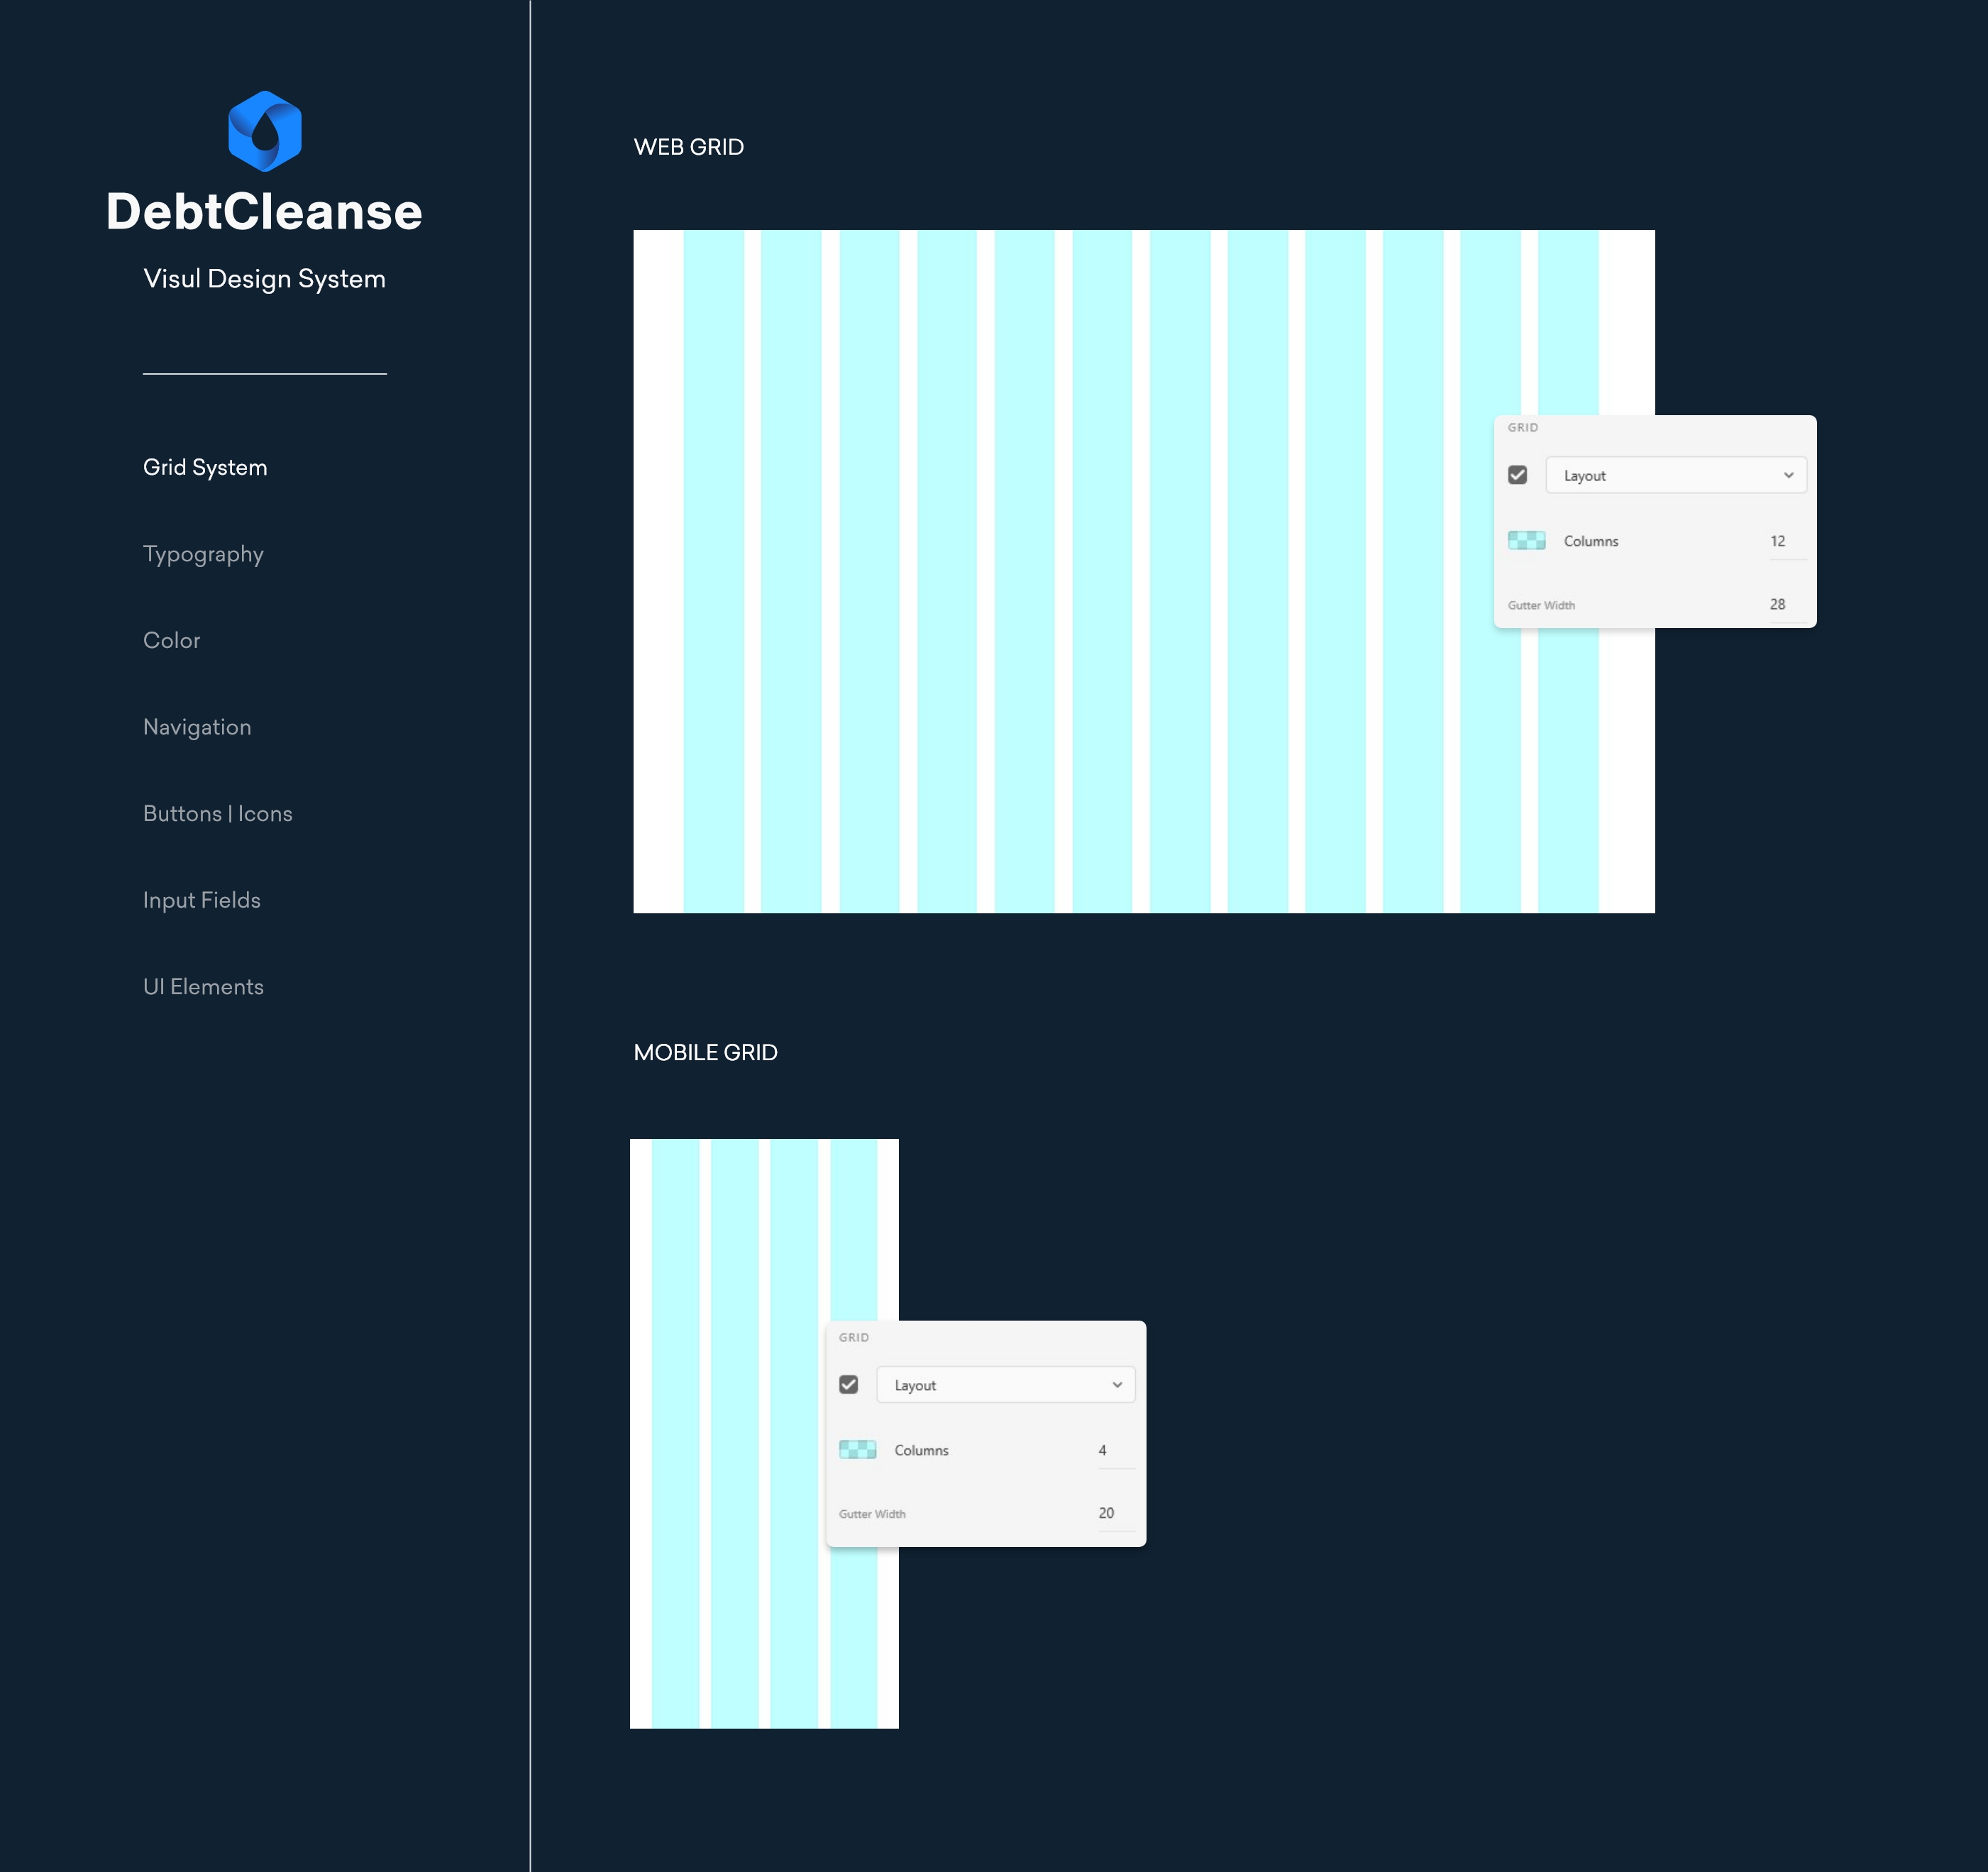 DebtCleanse
Visul Design System
Grid System
Typography
Color
Navigation
Buttons | Icons
Input Fields
UI Elements
WEB GRID
GRID
Layout
Columns 12
Gutter Width 28
MOBILE GRID
GRID
Layout
Columns 4
Gutter Width 20